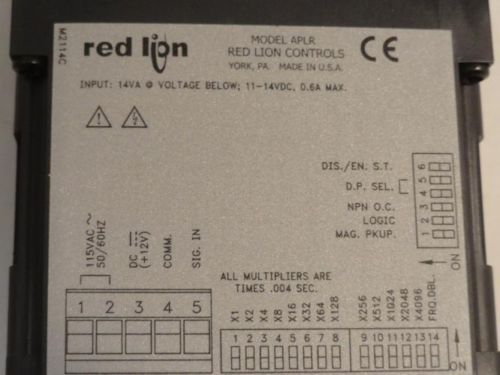 M2114C
red lion
MODEL APLR
RED LION CONTROLS
YORK, PA. MADE IN U.S.A.
CE
INPUT: 14VA @ VOLTAGE BELOW; 11-14VDC, 0.6A MAX.
DIS./EN. S.T. 6
D.P. SEL. 5
4
NPN O.C. 3
LOGIC 2
MAG. PKUP. 1
ON
115VAC ~
50/60HZ
DC
(+12V)
COMM.
SIG. IN
1 2 3 4 5
ALL MULTIPLIERS ARE
TIMES .004 SEC.
X1 X2 X4 X8 X16 X32 X64 X128 X256 X512 X1024 X2048 X4096 FRQ.DBL.
1 2 3 4 5 6 7 8 9 10 11 12 13 14
ON